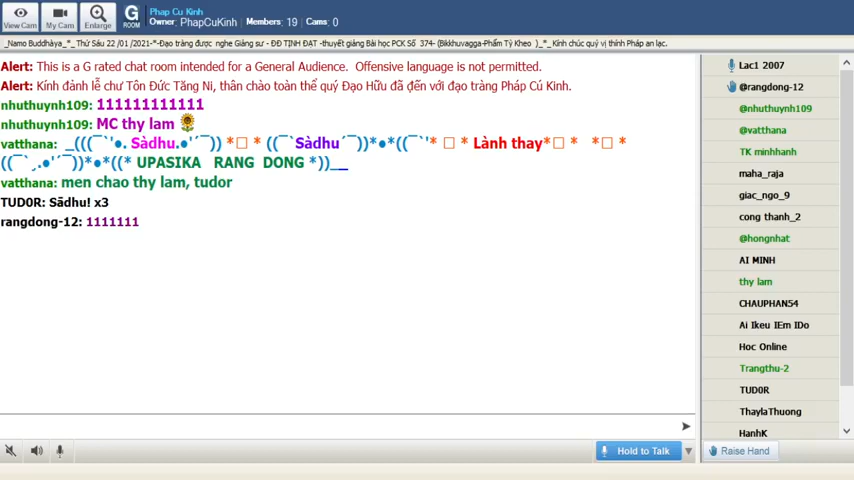 View Cam
My Cam
Enlarge
G
ROOM
Phap Cu Kinh
Owner: PhapCuKinh Members: 19 Cams: 0
_Namo Buddhàya_*_ Thứ Sáu 22 /01 /2021-*-Đạo tràng được nghe Giảng sư - ĐĐ TỊNH ĐẠT -thuyết giảng Bài học PCK Số 374- (Bikkhuvagga-Phẩm Tỳ Kheo )_*_ Kính chúc quý vị thính Pháp an lạc.
Alert: This is a G rated chat room intended for a General Audience. Offensive language is not permitted.
Alert: Kính đảnh lễ chư Tôn Đức Tăng Ni, thân chào toàn thể quý Đạo Hữu đã đến với đạo tràng Pháp Cú Kinh.
nhuthuynh109: 111111111111
nhuthuynh109: MC thy lam
vatthana: _(((¯`'●. Sàdhu.●'´¯)) *□ * ((¯`Sàdhu´¯))*●*((¯`'* □ * Lành thay*□ * *□ *
((¯`¸.●'´¯))*●*((* UPASIKA RANG DONG *))__
vatthana: men chao thy lam, tudor
TUD0R: Sādhu! x3
rangdong-12: 1111111
Lac1 2007
@rangdong-12
@nhuthuynh109
@vatthana
TK minhhanh
maha_raja
giac_ngo_9
cong thanh_2
@hongnhat
AI MINH
thy lam
CHAUPHAN54
Ai lkeu IEm IDo
Hoc Online
Trangthu-2
TUD0R
ThaylaThuong
HanhK
Hold to Talk
Raise Hand